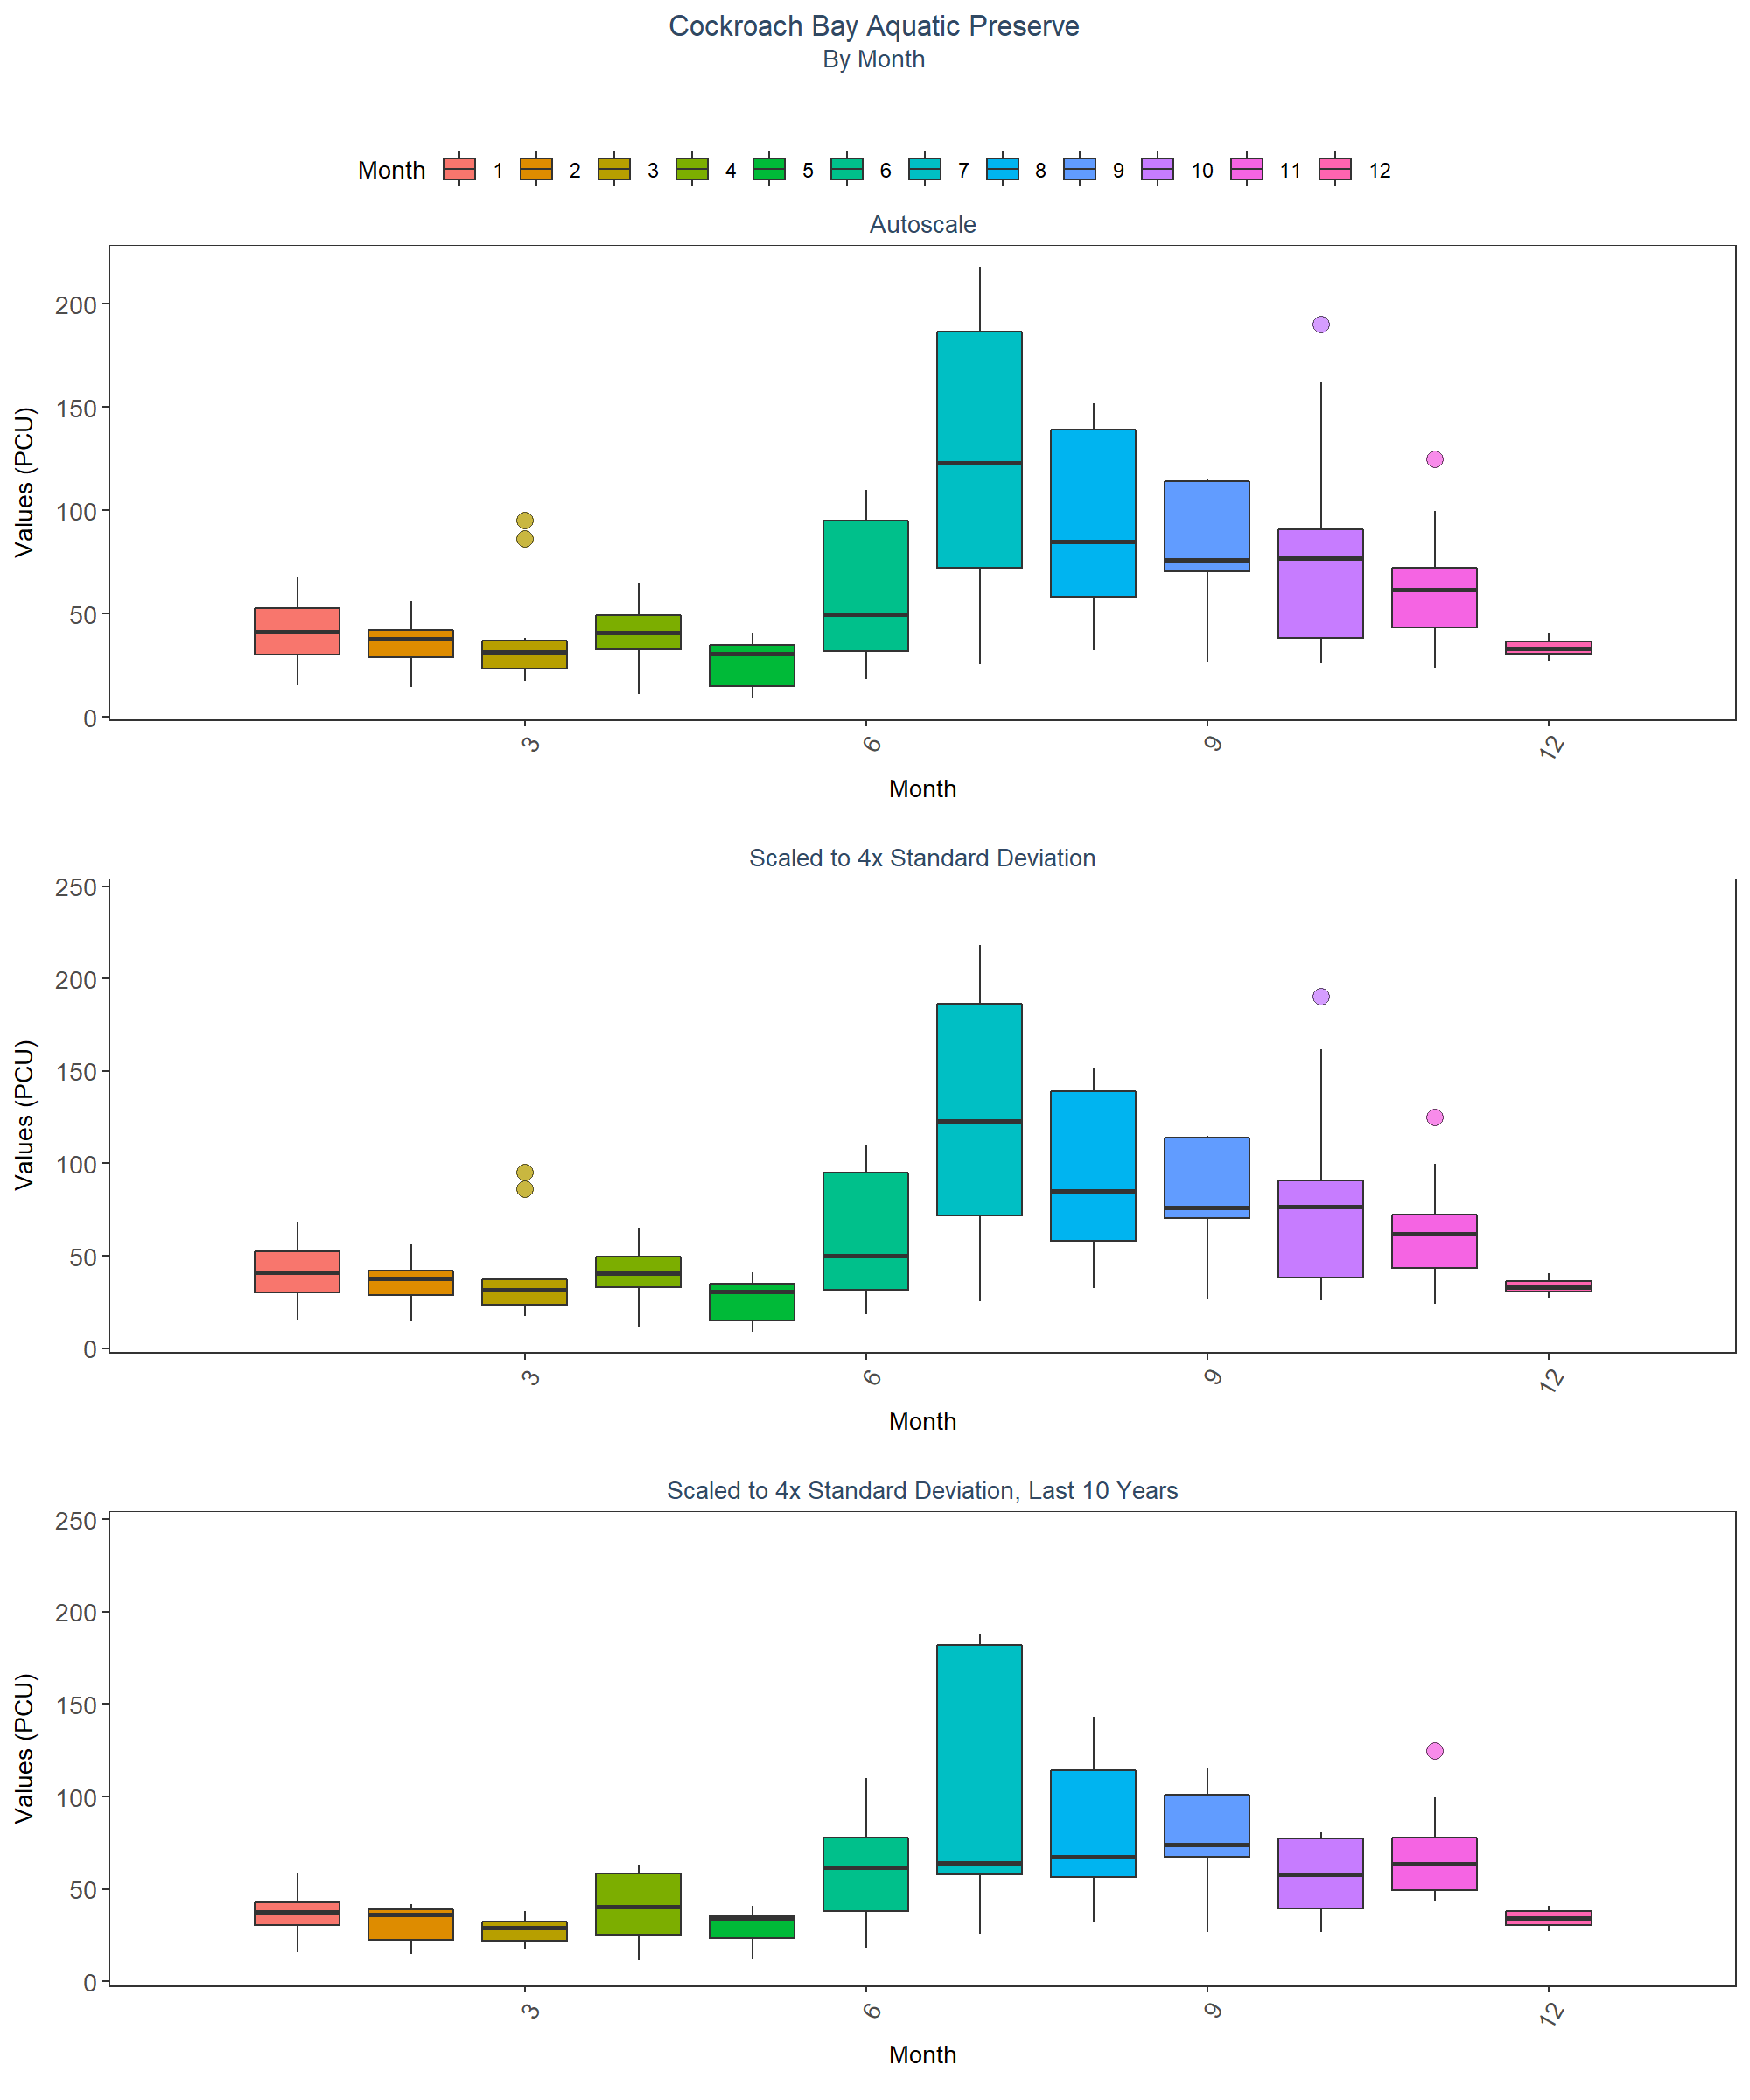 Cockroach Bay Aquatic Preserve
By Month
Month 1 2 3 4 5 6 7 8 9 10 11 12
Autoscale
Values (PCU)
200
150
100
50
0
3 6 9 12
Month
Scaled to 4x Standard Deviation
Values (PCU)
250
200
150
100
50
0
3 6 9 12
Month
Scaled to 4x Standard Deviation, Last 10 Years
Values (PCU)
250
200
150
100
50
0
3 6 9 12
Month